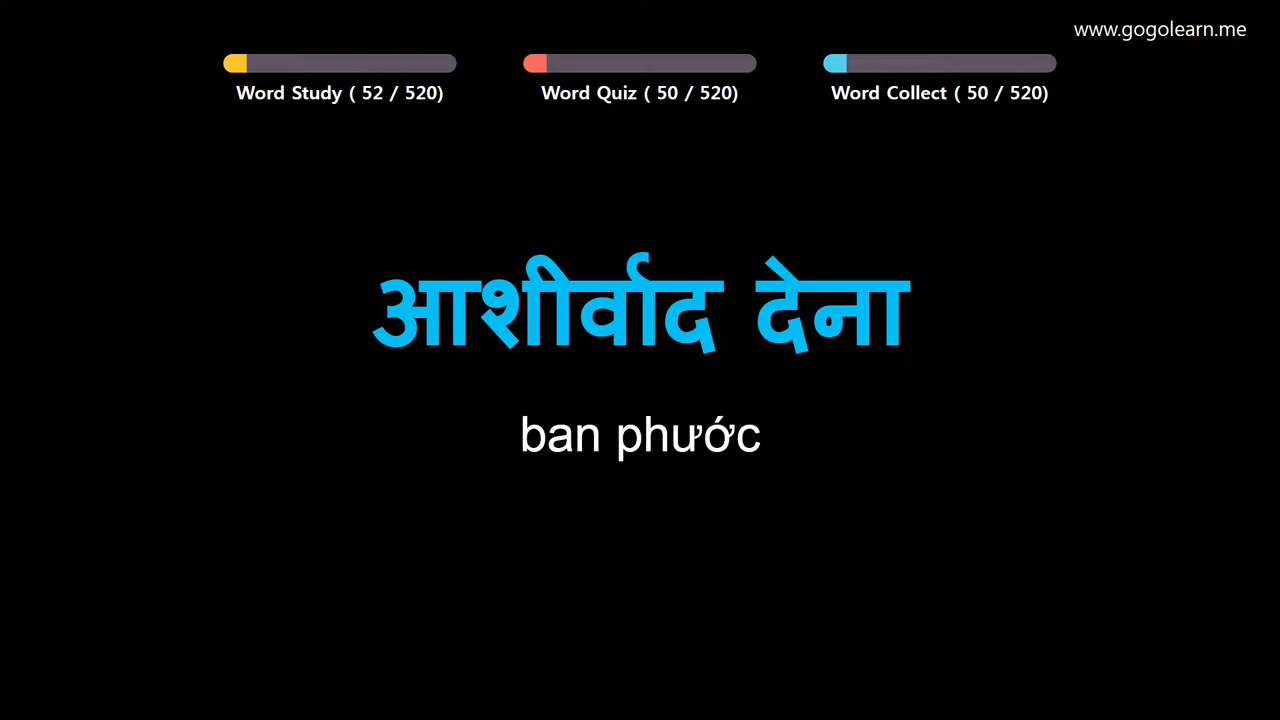 www.gogolearn.me
Word Study ( 52 / 520)
Word Quiz ( 50 / 520)
Word Collect ( 50 / 520)
आशीर्वाद देना
ban phước